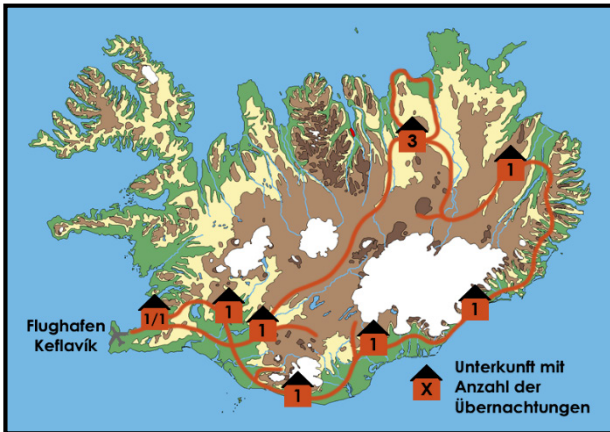 3
1
1/1
1
1
1
1
1
Flughafen
Keflavík
X
Unterkunft mit
Anzahl der
Übernachtungen